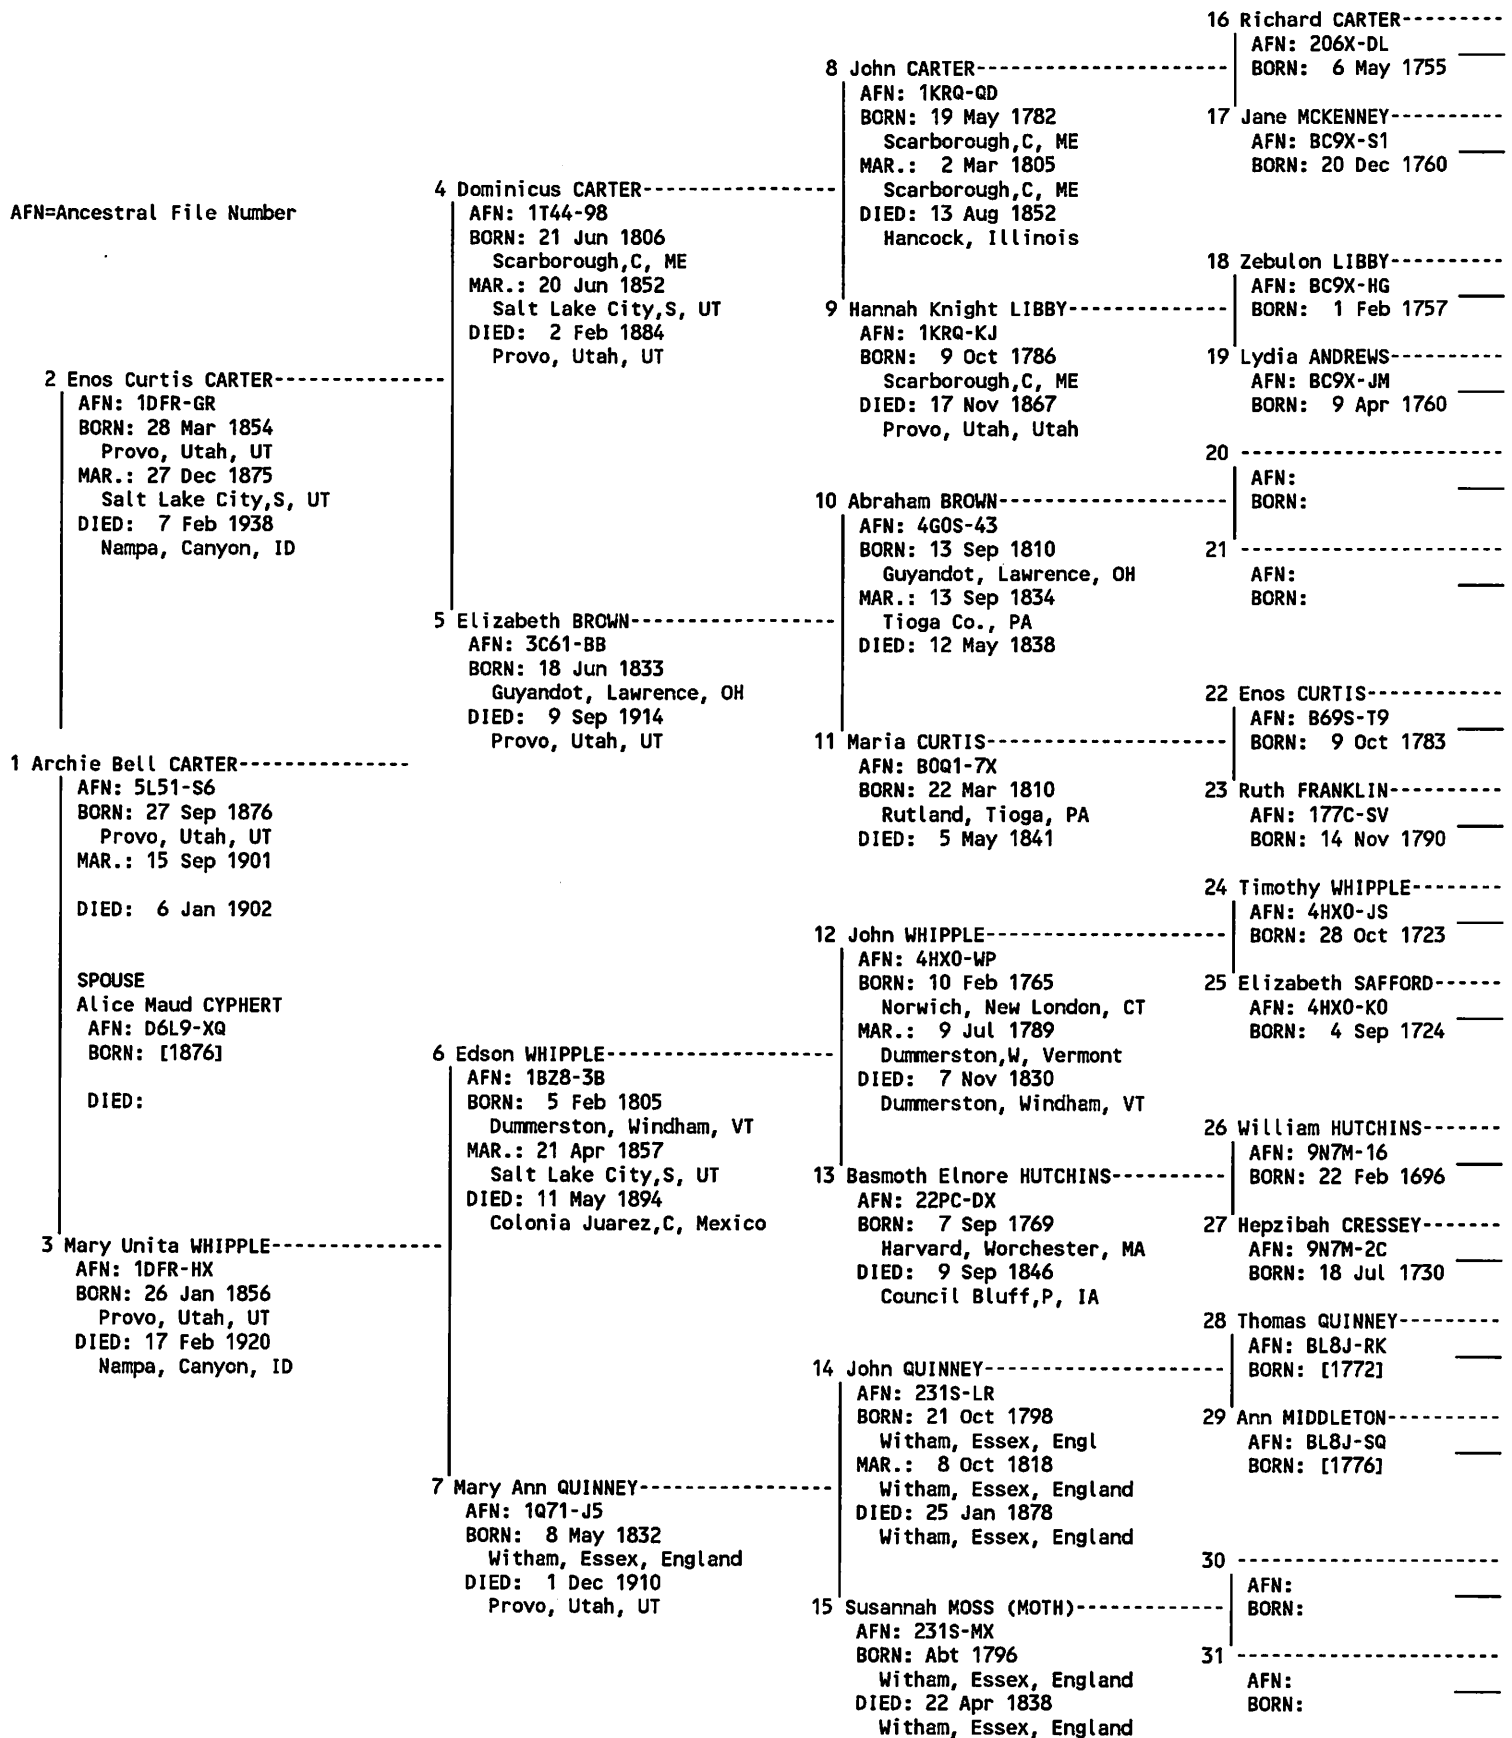 AFN=Ancestral File Number
1 Archie Bell CARTER---------------
AFN: 5L51-S6
BORN: 27 Sep 1876
Provo, Utah, UT
MAR.: 15 Sep 1901
DIED: 6 Jan 1902
SPOUSE
Alice Maud CYPHERT
AFN: D6L9-XQ
BORN: [1876]
DIED:
2 Enos Curtis CARTER---------------
AFN: 1DFR-GR
BORN: 28 Mar 1854
Provo, Utah, UT
MAR.: 27 Dec 1875
Salt Lake City,S, UT
DIED: 7 Feb 1938
Nampa, Canyon, ID
3 Mary Unita WHIPPLE---------------
AFN: 1DFR-HX
BORN: 26 Jan 1856
Provo, Utah, UT
DIED: 17 Feb 1920
Nampa, Canyon, ID
4 Dominicus CARTER-----------------
AFN: 1T44-98
BORN: 21 Jun 1806
Scarborough,C, ME
MAR.: 20 Jun 1852
Salt Lake City,S, UT
DIED: 2 Feb 1884
Provo, Utah, UT
5 Elizabeth BROWN------------------
AFN: 3C61-BB
BORN: 18 Jun 1833
Guyandot, Lawrence, OH
DIED: 9 Sep 1914
Provo, Utah, UT
6 Edson WHIPPLE--------------------
AFN: 1BZ8-3B
BORN: 5 Feb 1805
Dummerston, Windham, VT
MAR.: 21 Apr 1857
Salt Lake City,S, UT
DIED: 11 May 1894
Colonia Juarez,C, Mexico
7 Mary Ann QUINNEY-----------------
AFN: 1Q71-J5
BORN: 8 May 1832
Witham, Essex, England
DIED: 1 Dec 1910
Provo, Utah, UT
8 John CARTER----------------------
AFN: 1KRQ-QD
BORN: 19 May 1782
Scarborough,C, ME
MAR.: 2 Mar 1805
Scarborough,C, ME
DIED: 13 Aug 1852
Hancock, Illinois
9 Hannah Knight LIBBY--------------
AFN: 1KRQ-KJ
BORN: 9 Oct 1786
Scarborough,C, ME
DIED: 17 Nov 1867
Provo, Utah, Utah
10 Abraham BROWN--------------------
AFN: 4G0S-43
BORN: 13 Sep 1810
Guyandot, Lawrence, OH
MAR.: 13 Sep 1834
Tioga Co., PA
DIED: 12 May 1838
11 Maria CURTIS---------------------
AFN: B0Q1-7X
BORN: 22 Mar 1810
Rutland, Tioga, PA
DIED: 5 May 1841
12 John WHIPPLE---------------------
AFN: 4HX0-WP
BORN: 10 Feb 1765
Norwich, New London, CT
MAR.: 9 Jul 1789
Dummerston,W, Vermont
DIED: 7 Nov 1830
Dummerston, Windham, VT
13 Basmoth Elnore HUTCHINS----------
AFN: 22PC-DX
BORN: 7 Sep 1769
Harvard, Worchester, MA
DIED: 9 Sep 1846
Council Bluff,P, IA
14 John QUINNEY---------------------
AFN: 231S-LR
BORN: 21 Oct 1798
Witham, Essex, Engl
MAR.: 8 Oct 1818
Witham, Essex, England
DIED: 25 Jan 1878
Witham, Essex, England
15 Susannah MOSS (MOTH)-------------
AFN: 231S-MX
BORN: Abt 1796
Witham, Essex, England
DIED: 22 Apr 1838
Witham, Essex, England
16 Richard CARTER---------
AFN: 206X-DL
BORN: 6 May 1755
17 Jane MCKENNEY----------
AFN: BC9X-S1
BORN: 20 Dec 1760
18 Zebulon LIBBY----------
AFN: BC9X-HG
BORN: 1 Feb 1757
19 Lydia ANDREWS----------
AFN: BC9X-JM
BORN: 9 Apr 1760
20 -----------------------
AFN:
BORN:
21 -----------------------
AFN:
BORN:
22 Enos CURTIS------------
AFN: B69S-T9
BORN: 9 Oct 1783
23 Ruth FRANKLIN----------
AFN: 177C-SV
BORN: 14 Nov 1790
24 Timothy WHIPPLE--------
AFN: 4HX0-JS
BORN: 28 Oct 1723
25 Elizabeth SAFFORD------
AFN: 4HX0-K0
BORN: 4 Sep 1724
26 William HUTCHINS-------
AFN: 9N7M-16
BORN: 22 Feb 1696
27 Hepzibah CRESSEY-------
AFN: 9N7M-2C
BORN: 18 Jul 1730
28 Thomas QUINNEY---------
AFN: BL8J-RK
BORN: [1772]
29 Ann MIDDLETON----------
AFN: BL8J-SQ
BORN: [1776]
30 -----------------------
AFN:
BORN:
31 -----------------------
AFN:
BORN: